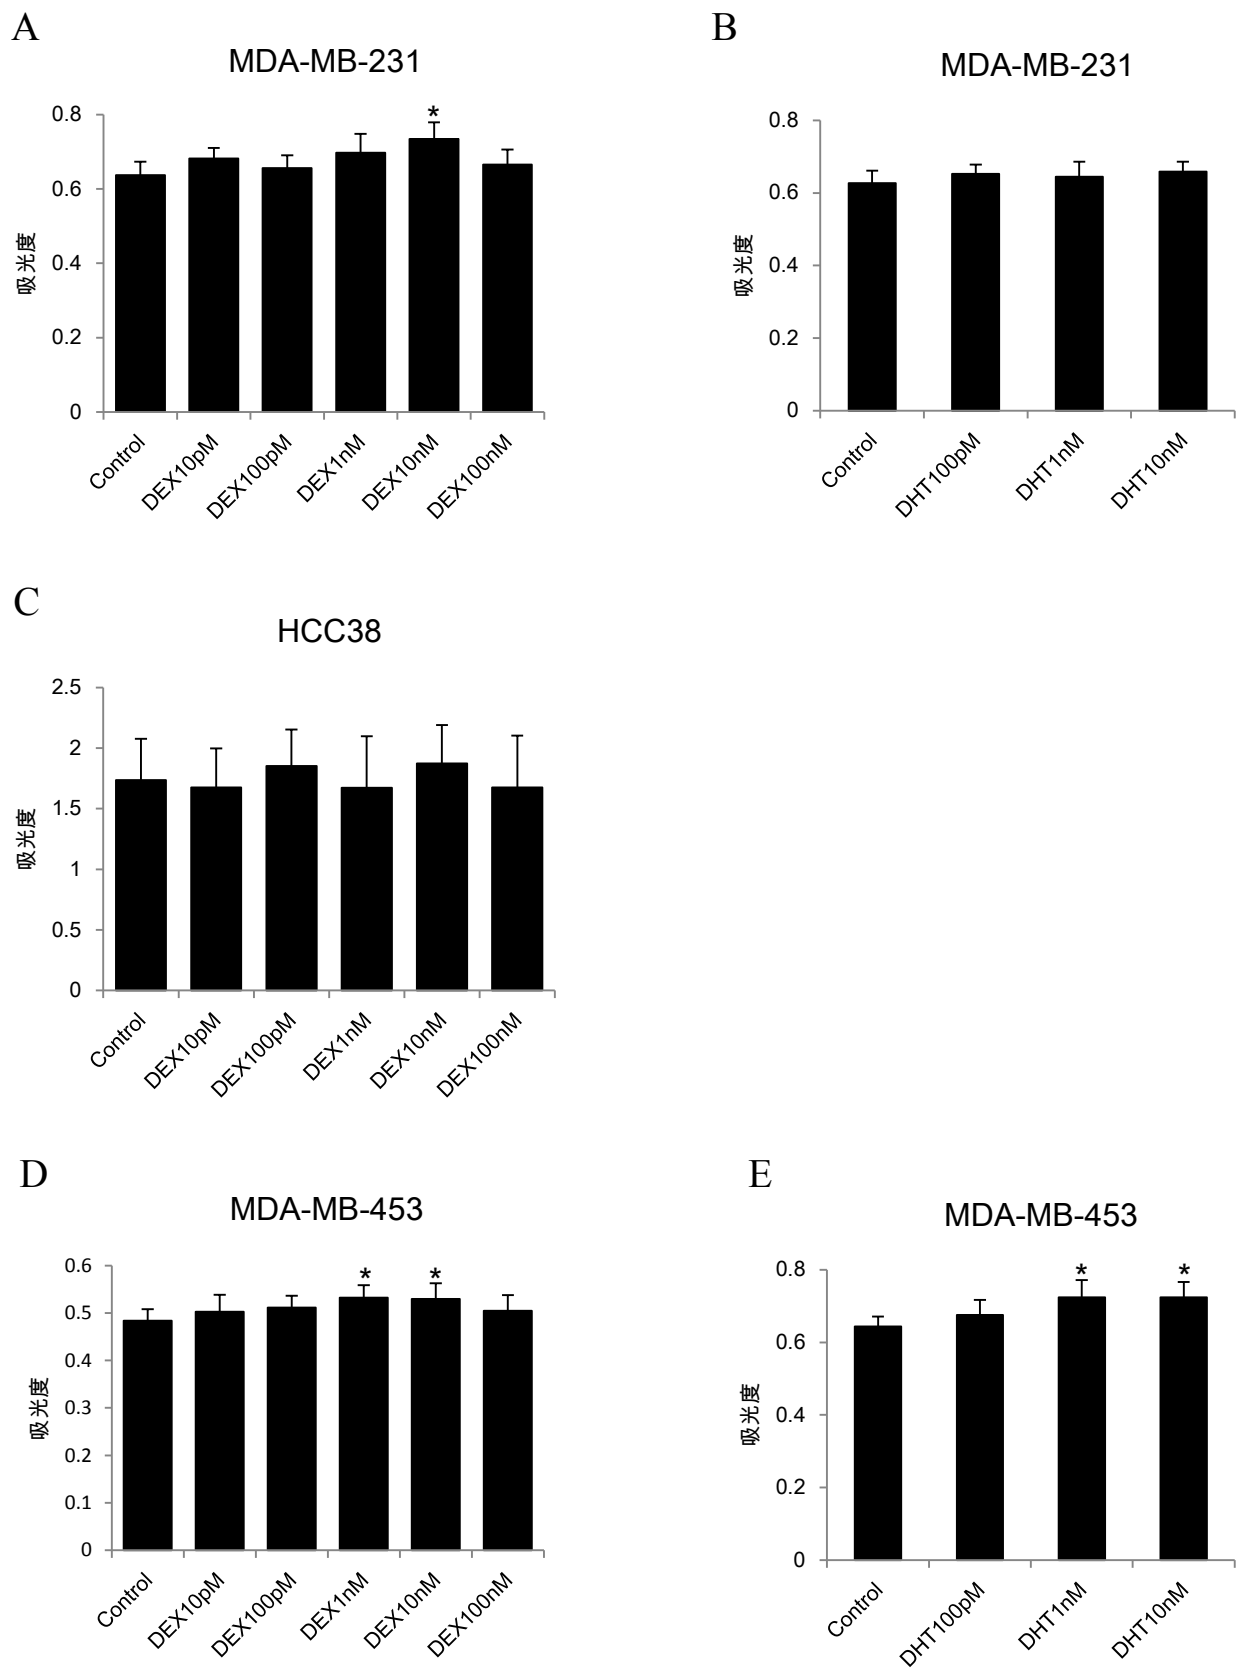 A
MDA-MB-231
*
0.8
0.6
0.4
0.2
0
吸光度
Control
DEX10pM
DEX100pM
DEX1nM
DEX10nM
DEX100nM
B
MDA-MB-231
0.8
0.6
0.4
0.2
0
吸光度
Control
DHT100pM
DHT1nM
DHT10nM
C
HCC38
2.5
2
1.5
1
0.5
0
吸光度
Control
DEX10pM
DEX100pM
DEX1nM
DEX10nM
DEX100nM
D
MDA-MB-453
* *
0.6
0.5
0.4
0.3
0.2
0.1
0
吸光度
Control
DEX10pM
DEX100pM
DEX1nM
DEX10nM
DEX100nM
E
MDA-MB-453
* *
0.8
0.6
0.4
0.2
0
吸光度
Control
DHT100pM
DHT1nM
DHT10nM